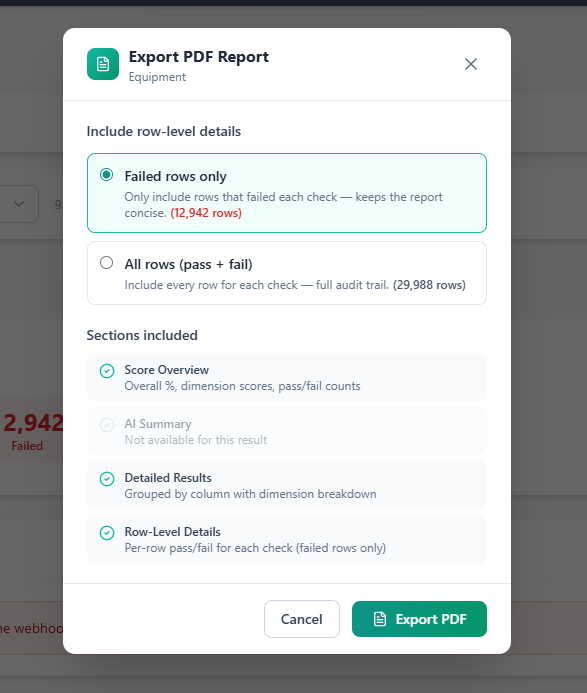 Export PDF Report
Equipment
Include row-level details
Failed rows only
Only include rows that failed each check — keeps the report
concise. (12,942 rows)
All rows (pass + fail)
Include every row for each check — full audit trail. (29,988 rows)
Sections included
Score Overview
Overall %, dimension scores, pass/fail counts
2,942
Failed
AI Summary
Not available for this result
Detailed Results
Grouped by column with dimension breakdown
Row-Level Details
Per-row pass/fail for each check (failed rows only)
Cancel
Export PDF